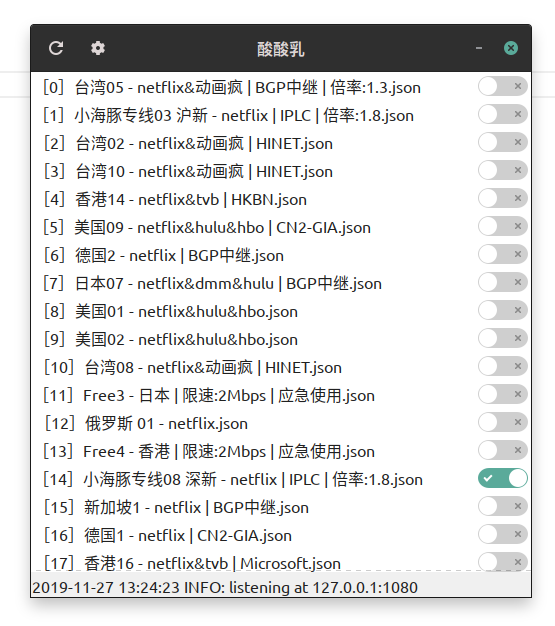 酸酸乳
[0] 台湾05 - netflix&动画疯 | BGP中继 | 倍率:1.3.json
[1] 小海豚专线03 沪新 - netflix | IPLC | 倍率:1.8.json
[2] 台湾02 - netflix&动画疯 | HINET.json
[3] 台湾10 - netflix&动画疯 | HINET.json
[4] 香港14 - netflix&tvb | HKBN.json
[5] 美国09 - netflix&hulu&hbo | CN2-GIA.json
[6] 德国2 - netflix | BGP中继.json
[7] 日本07 - netflix&dmm&hulu | BGP中继.json
[8] 美国01 - netflix&hulu&hbo.json
[9] 美国02 - netflix&hulu&hbo.json
[10] 台湾08 - netflix&动画疯 | HINET.json
[11] Free3 - 日本 | 限速:2Mbps | 应急使用.json
[12] 俄罗斯 01 - netflix.json
[13] Free4 - 香港 | 限速:2Mbps | 应急使用.json
[14] 小海豚专线08 深新 - netflix | IPLC | 倍率:1.8.json
[15] 新加坡1 - netflix | BGP中继.json
[16] 德国1 - netflix | CN2-GIA.json
[17] 香港16 - netflix&tvb | Microsoft.json
2019-11-27 13:24:23 INFO: listening at 127.0.0.1:1080